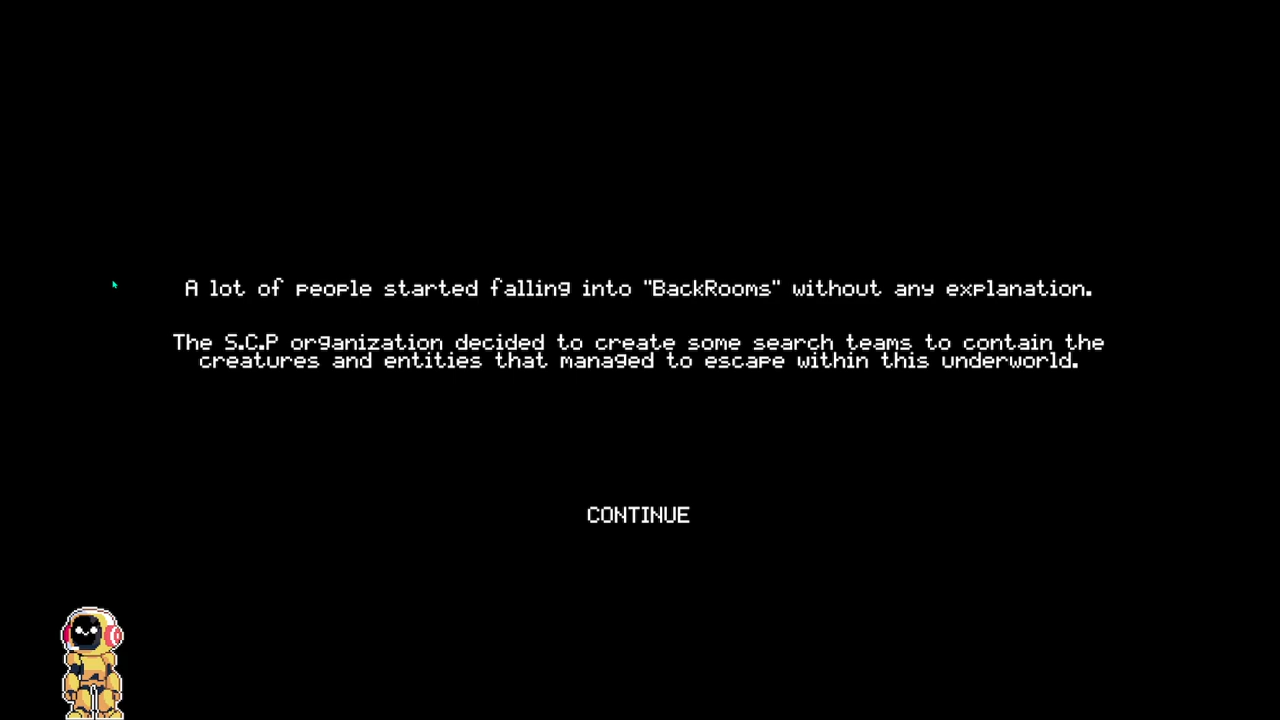 A lot of people started falling into "BackRooms" without any explanation.
The S.C.P organization decided to create some search teams to contain the
creatures and entities that managed to escape within this underworld.
CONTINUE